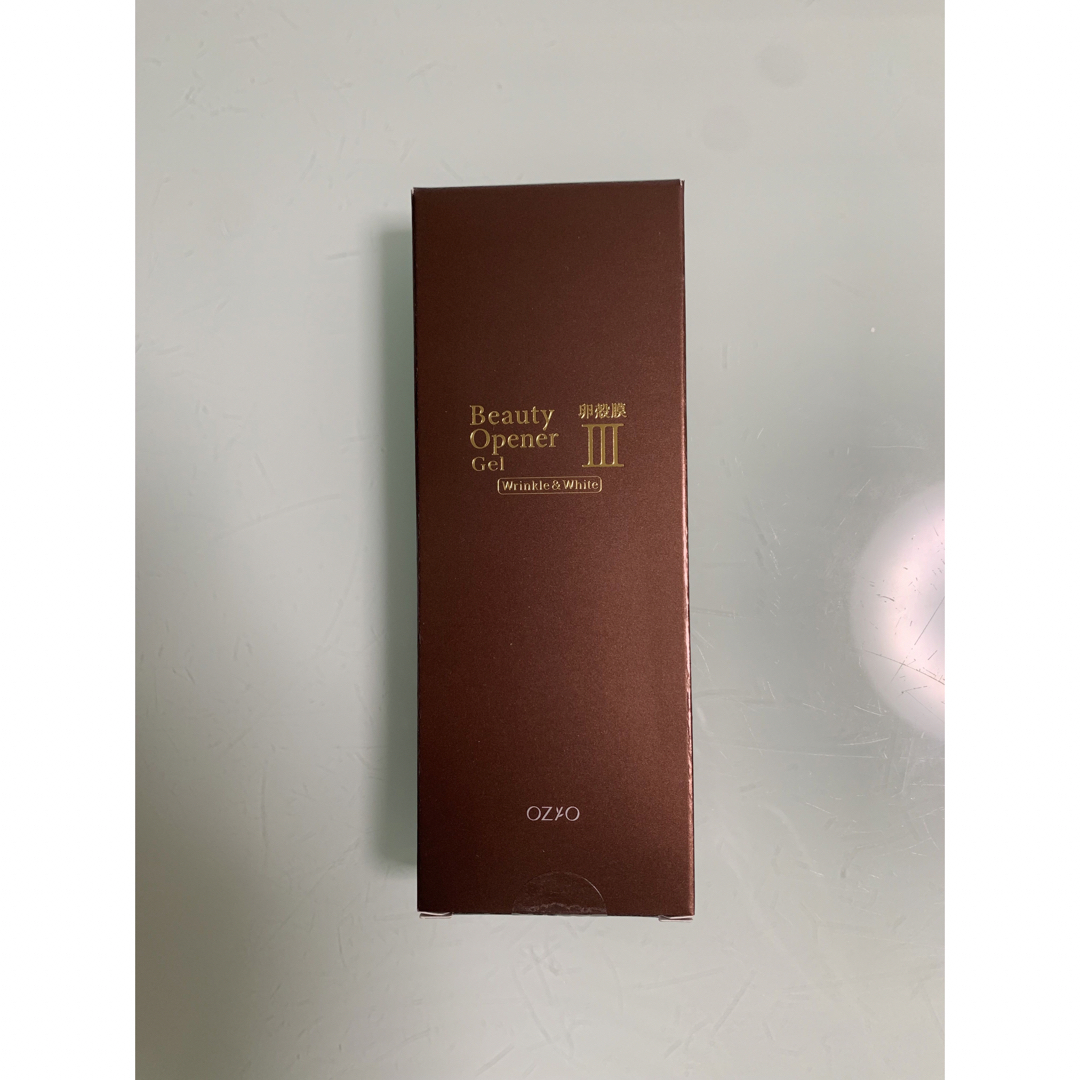 Beauty
Opener
Gel
卵殻膜
III
Wrinkle & White
OZIO